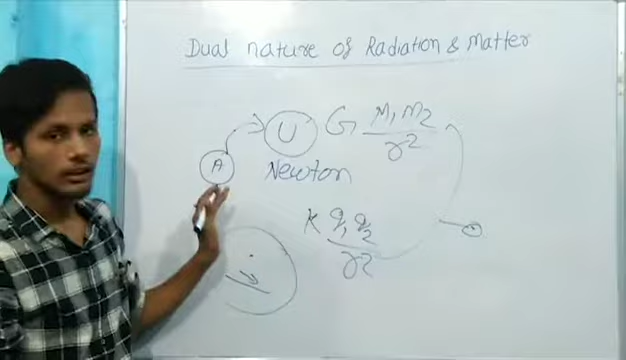 Dual nature of Radiation & Matter
A U G M1 M2 / r2
Newton
K q1 q2 / r2